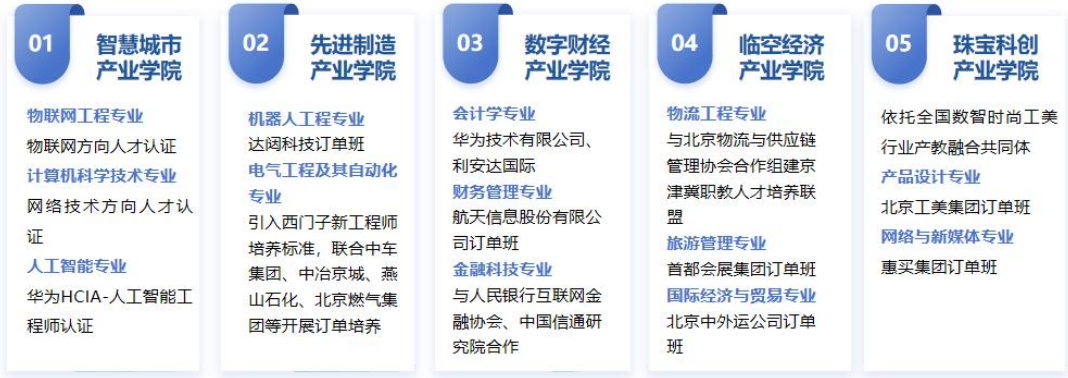 01
智慧城市
产业学院
物联网工程专业
物联网方向人才认证
计算机科学技术专业
网络技术方向人才认
证
人工智能专业
华为HCIA-人工智能工
程师认证
02
先进制造
产业学院
机器人工程专业
达闼科技订单班
电气工程及其自动化
专业
引入西门子新工程师
培养标准，联合中车
集团、中冶京城、燕
山石化、北京燃气集
团等开展订单培养
03
数字财经
产业学院
会计学专业
华为技术有限公司、
利安达国际
财务管理专业
航天信息股份有限公
司订单班
金融科技专业
与人民银行互联网金
融协会、中国信通研
究院合作
04
临空经济
产业学院
物流工程专业
与北京物流与供应链
管理协会合作组建京
津冀职教人才培养联
盟
旅游管理专业
首都会展集团订单班
国际经济与贸易专业
北京中外运公司订单
班
05
珠宝科创
产业学院
依托全国数智时尚工美
行业产教融合共同体
产品设计专业
北京工美集团订单班
网络与新媒体专业
惠买集团订单班